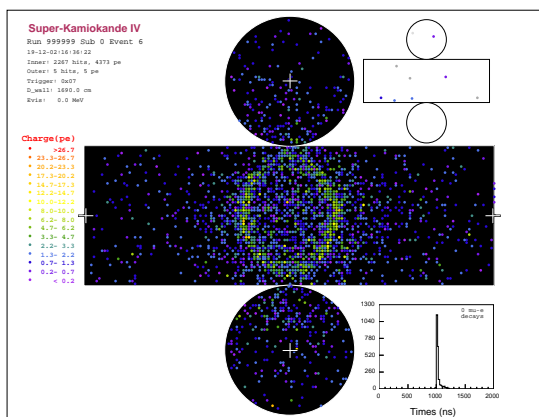 Super-Kamiokande IV
Run 999999 Sub 0 Event 6
19-12-02:16:36:22
Inner: 2267 hits, 4373 pe
Outer: 5 hits, 5 pe
Trigger: 0x07
D_wall: 1690.0 cm
Evis: 0.0 MeV
Charge(pe)
>26.7
23.3-26.7
20.2-23.3
17.3-20.2
14.7-17.3
12.2-14.7
10.0-12.2
8.0-10.0
6.2- 8.0
4.7- 6.2
3.3- 4.7
2.2- 3.3
1.3- 2.2
0.7- 1.3
0.2- 0.7
< 0.2
0 mu-e
decays
1300
1040
780
520
260
0
0 500 1000 1500 2000
Times (ns)